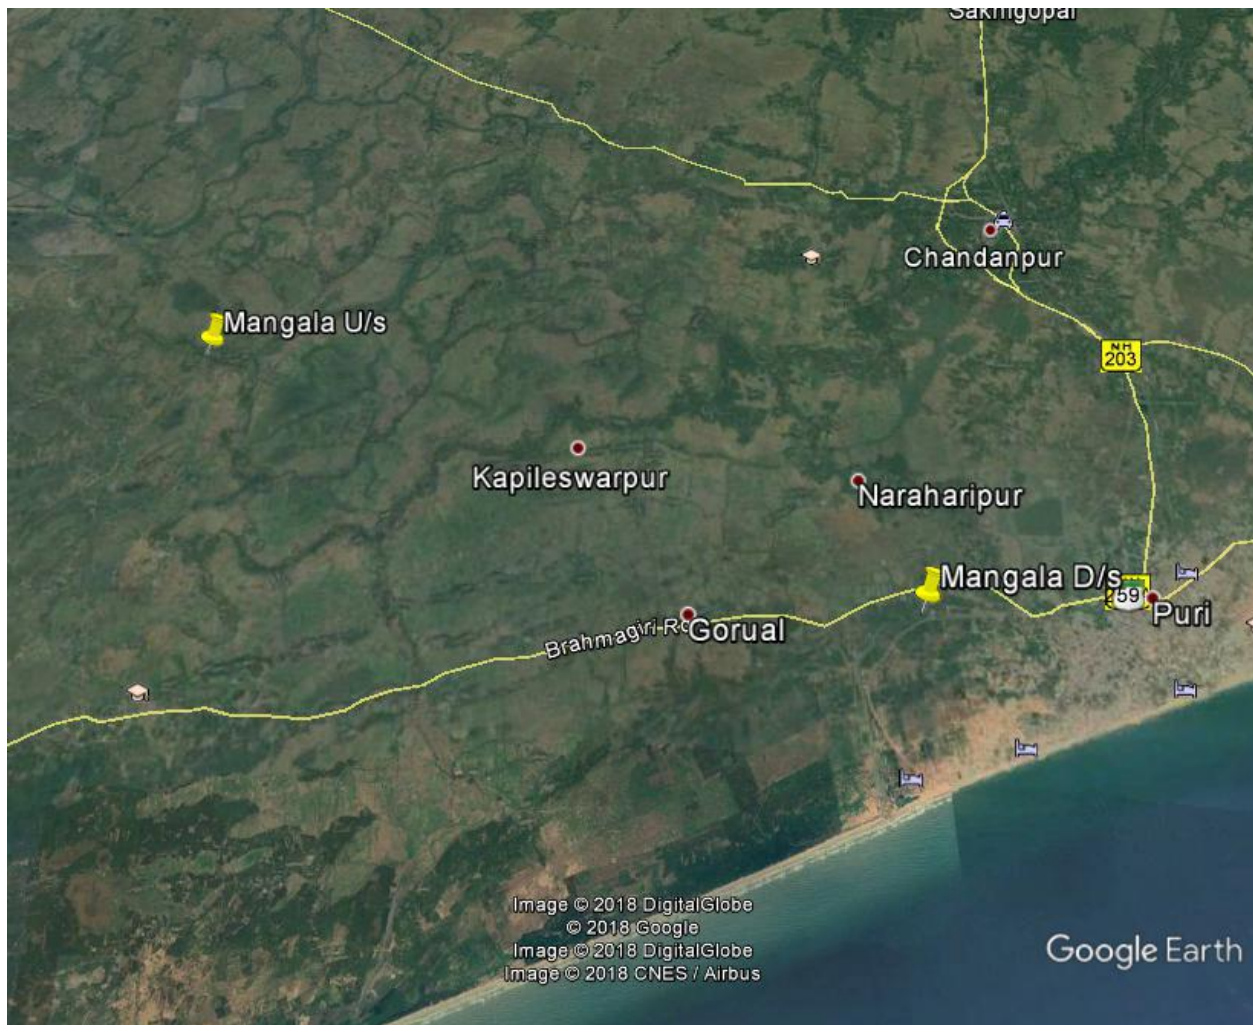 Sakhigopal
Chandanpur
Mangala U/s
NH
203
Kapileswarpur
Naraharipur
Mangala D/s
59
Puri
Brahmagiri
Gorual
Image © 2018 DigitalGlobe
© 2018 Google
Image © 2018 DigitalGlobe
Image © 2018 CNES / Airbus
Google Earth